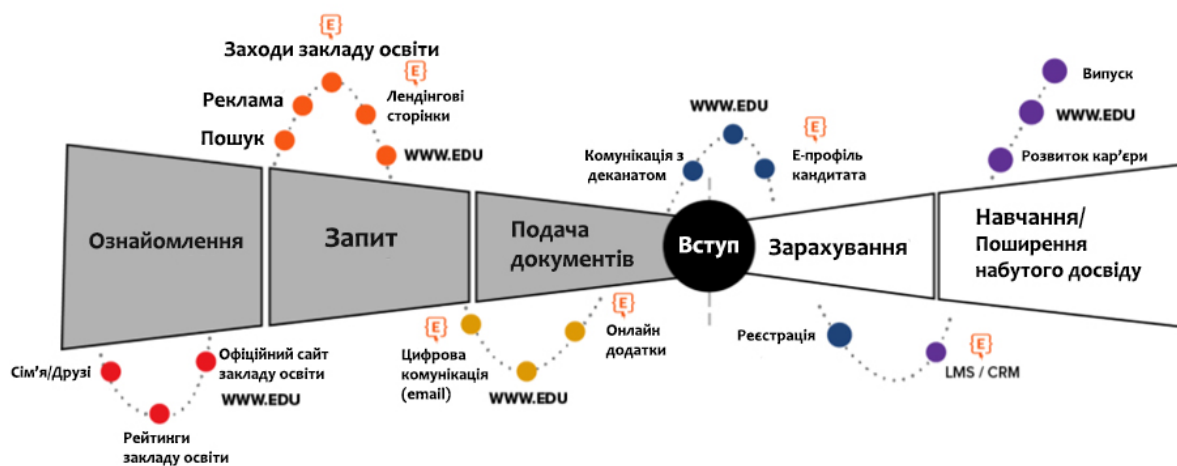 E
Заходи закладу освіти
E
Реклама
Лендінгові
сторінки
Пошук
WWW.EDU
WWW.EDU
E
Комунікація з
деканатом
Е-профіль
кандитата
Випуск
WWW.EDU
Розвиток кар’єри
Ознайомлення
Запит
Подача
документів
Вступ
Зарахування
Навчання/
Поширення
набутого досвіду
Сім’я/Друзі
Офіційний сайт
закладу освіти
WWW.EDU
Рейтинги
закладу освіти
E
Цифрова
комунікація
(email)
WWW.EDU
E
Онлайн
додатки
Реєстрація
E
LMS / CRM